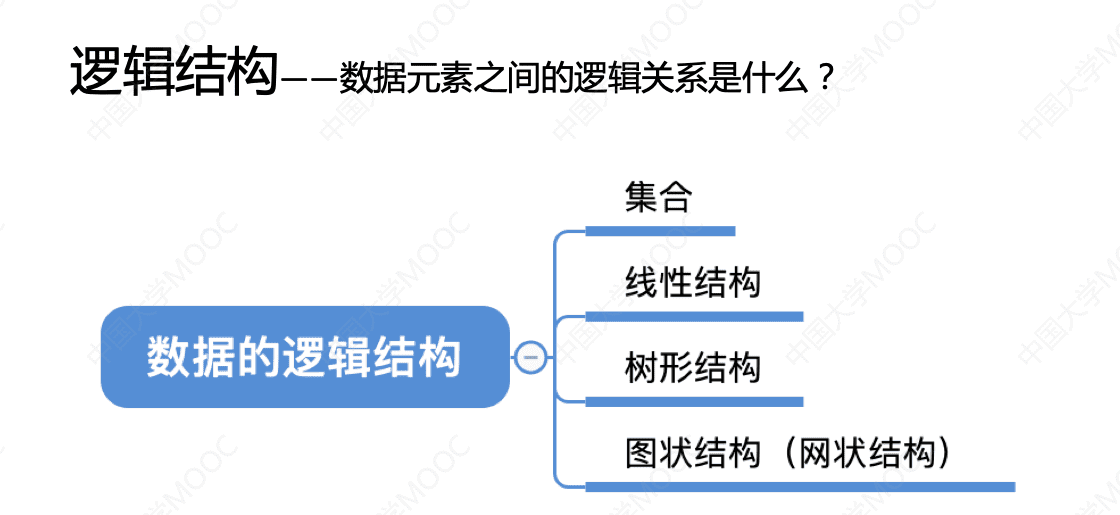 逻辑结构——数据元素之间的逻辑关系是什么？
集合
线性结构
数据的逻辑结构
树形结构
图状结构（网状结构）
中国大学MOOC